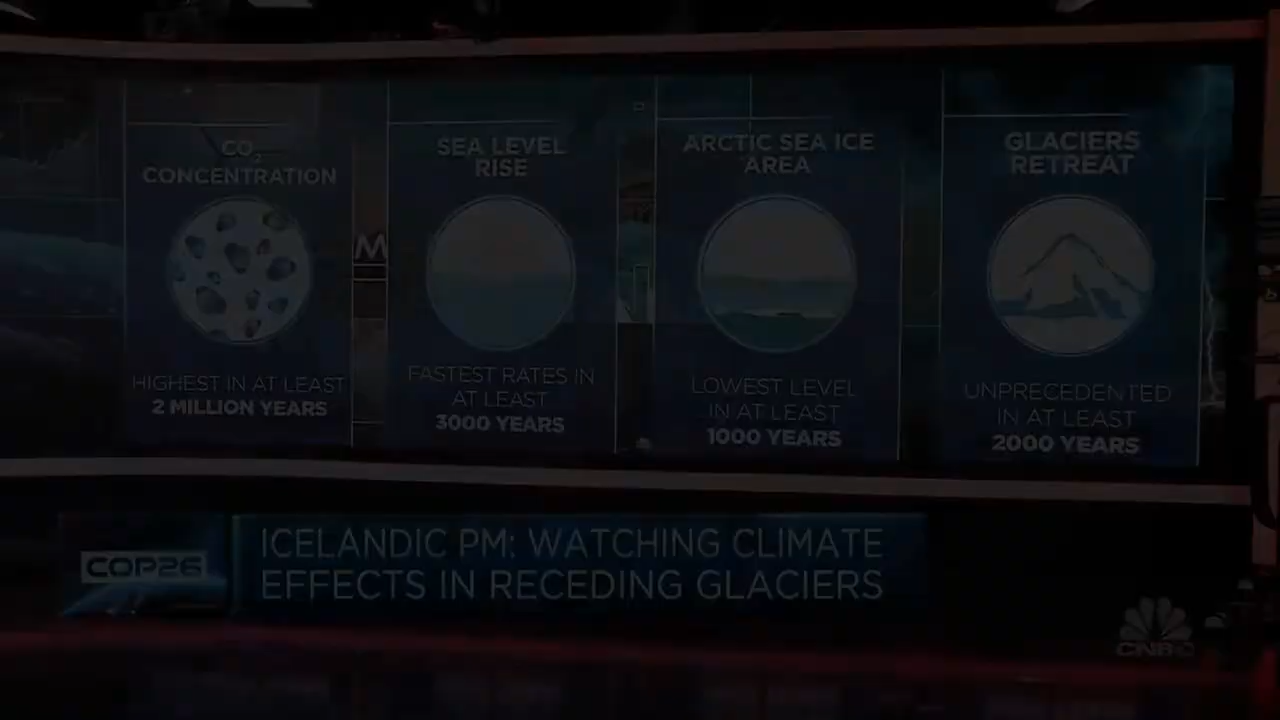 CO2
CONCENTRATION
HIGHEST IN AT LEAST
2 MILLION YEARS
M
SEA LEVEL
RISE
FASTEST RATES IN
AT LEAST
3000 YEARS
ARCTIC SEA ICE
AREA
LOWEST LEVEL
IN AT LEAST
1000 YEARS
GLACIERS
RETREAT
UNPRECEDENTED
IN AT LEAST
2000 YEARS
COP26
ICELANDIC PM: WATCHING CLIMATE
EFFECTS IN RECEDING GLACIERS
CNBC